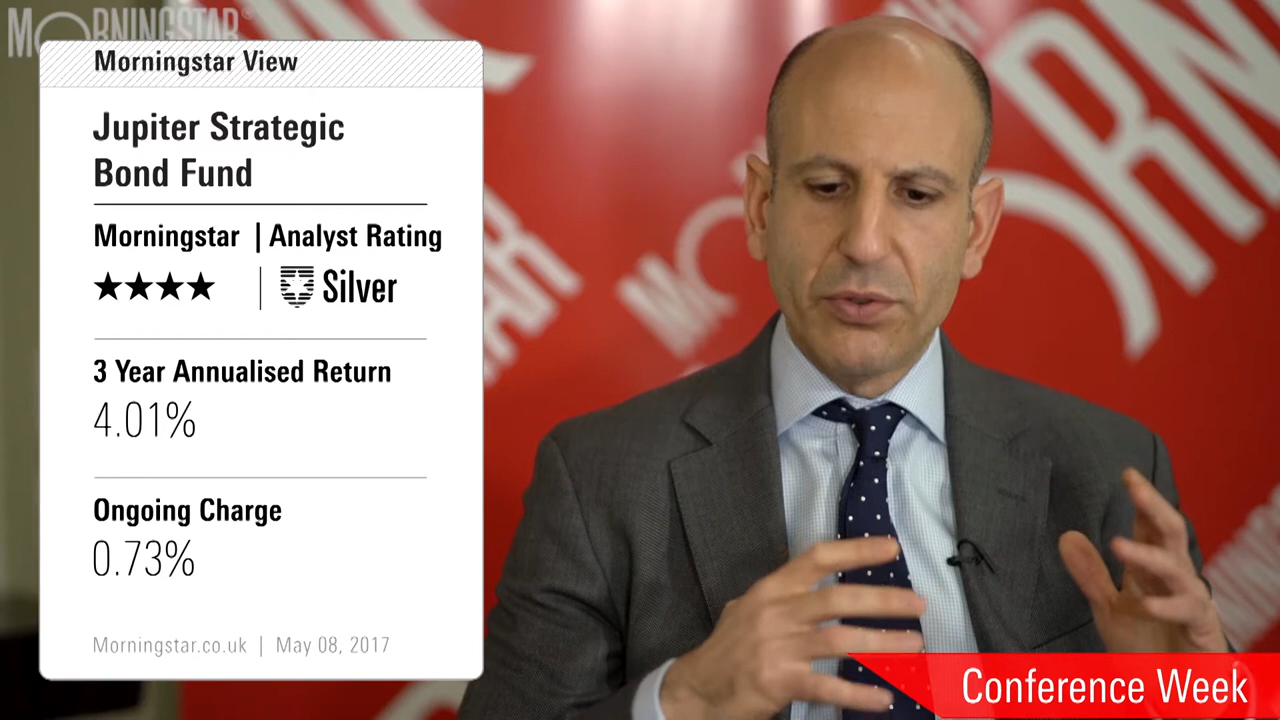 MORNINGSTAR®
Morningstar View
Jupiter Strategic
Bond Fund
Morningstar | Analyst Rating
★★★★ | Silver
3 Year Annualised Return
4.01%
Ongoing Charge
0.73%
Morningstar.co.uk | May 08, 2017
Conference Week